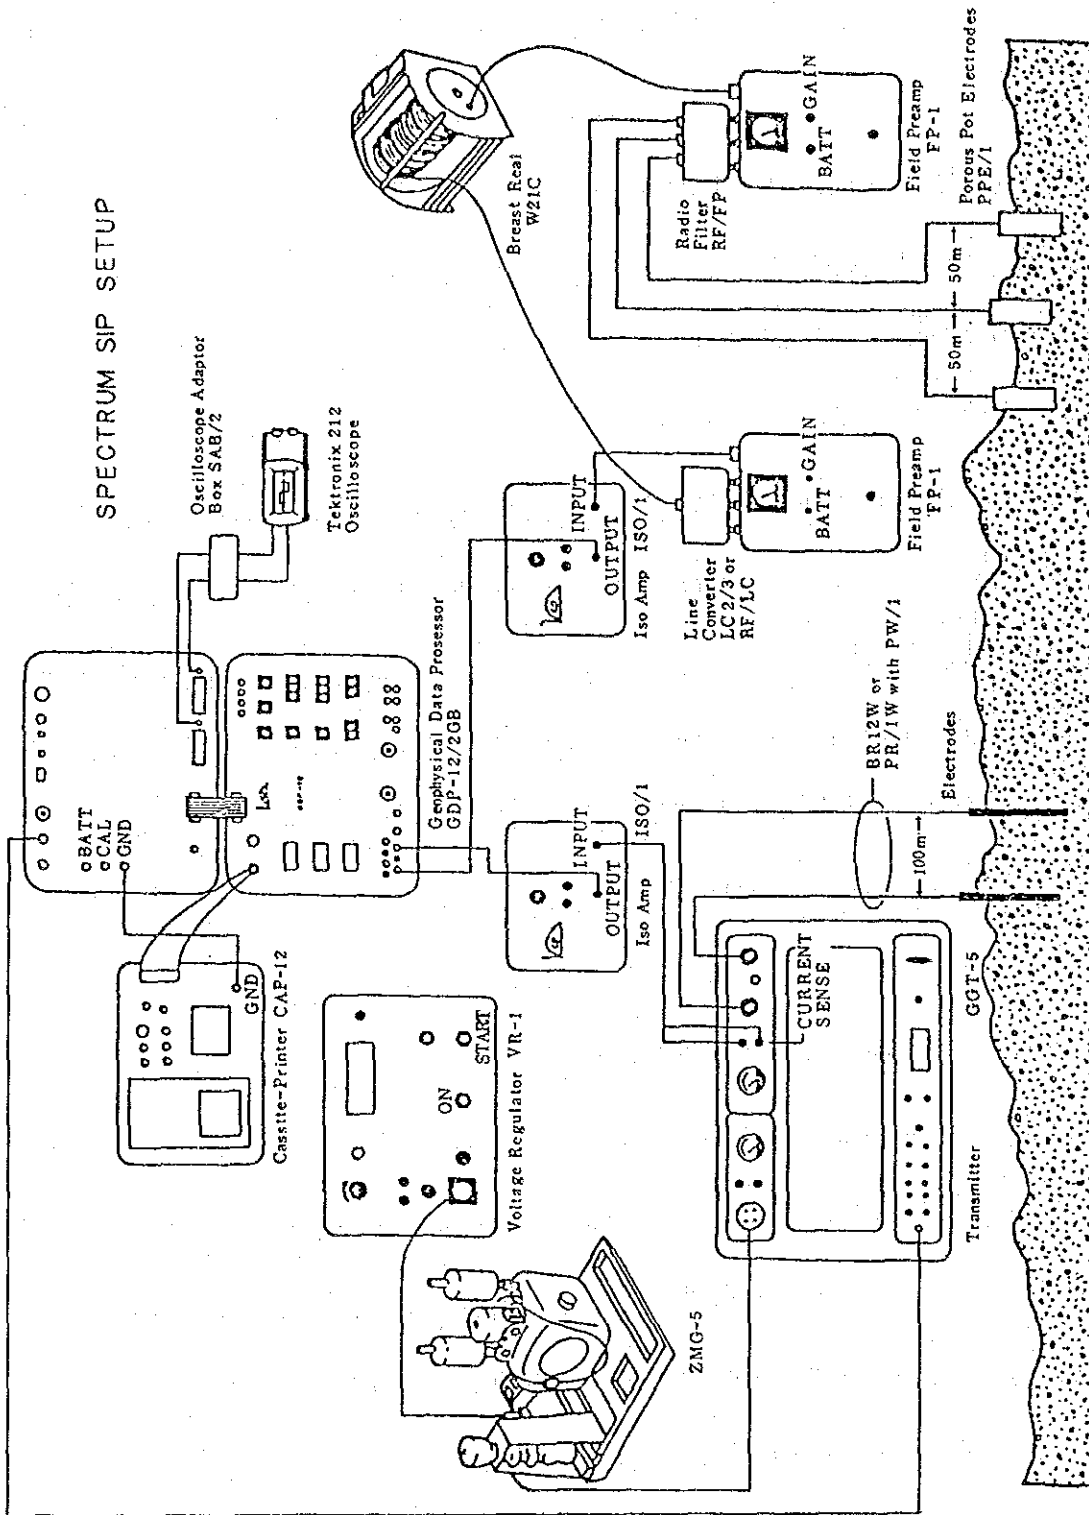 SPECTRUM SIP SETUP
Oscilloscope Adaptor
Box SAB/2
Tektronix 212
Oscilloscope
BATT
CAL
GND
Genphysical Data Prosessor
GDP-12/2GB
GND
Casstte-Printer CAP-12
ON
START
Voltage Regulator VR-1
ZMG-5
INPUT
OUTPUT
Iso Amp ISO/1
INPUT
OUTPUT
Iso Amp ISO/1
Breast Real
W21C
Line
Converter
LC2/3 or
RF/LC
BATT
GAIN
Field Preamp
FP-1
Radio
Filter
RF/FP
BATT
GAIN
Field Preamp
FP-1
CURRENT
SENSE
Transmitter
GGT-5
BR12W or
PR/1W with PW/1
Electrodes
100m
50m
50m
Porous Pot Electrodes
PPE/1